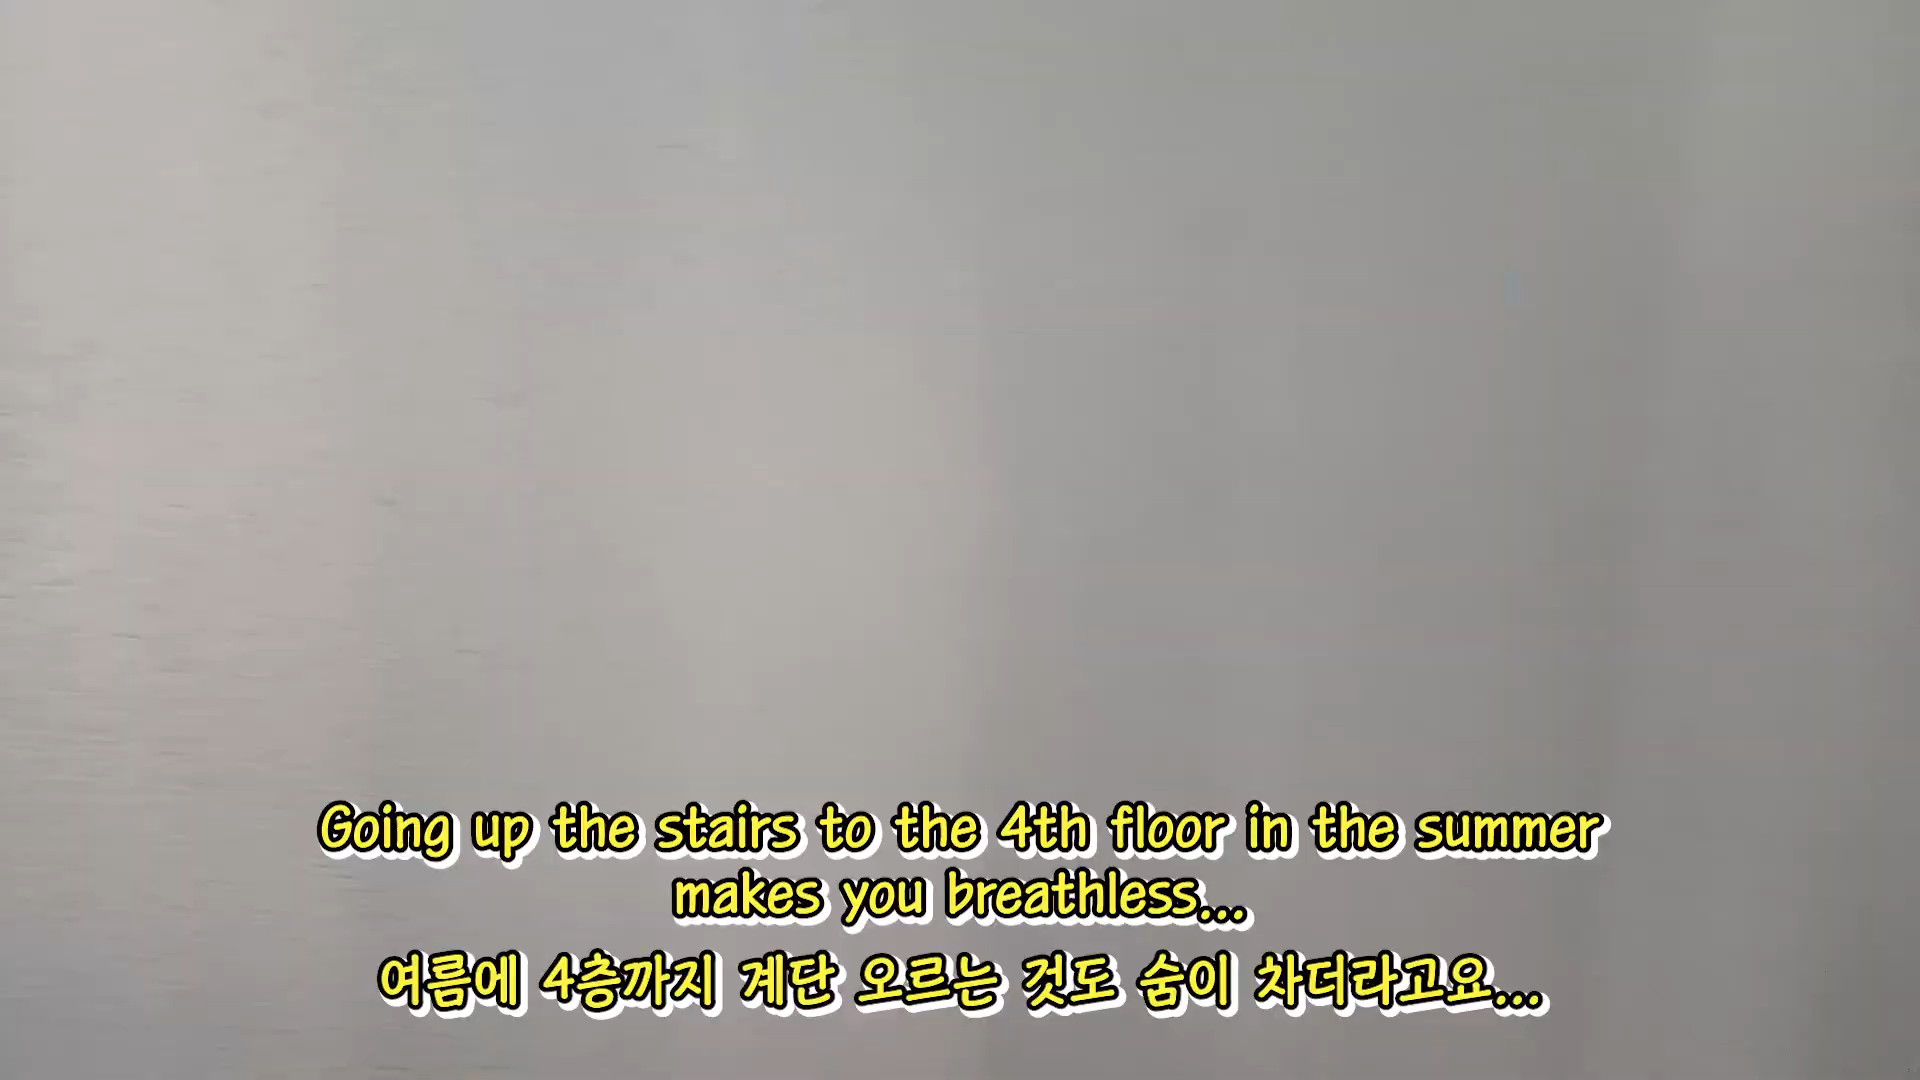 Going up the stairs to the 4th floor in the summer
makes you breathless...
여름에 4층까지 계단 오르는 것도 숨이 차더라고요...